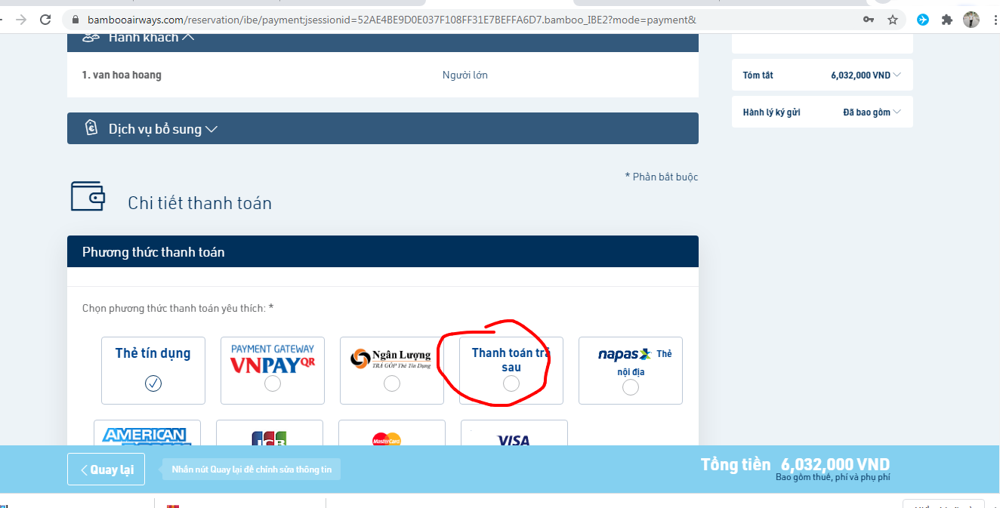 bambooairways.com/reservation/ibe/payment;jsessionid=52AE4BE9D0E037F108FF31E7BEFFA6D7.bamboo_IBE2?mode=payment&
Hành khách
1. van hoa hoang Người lớn
Tóm tắt 6,032,000 VND
Hành lý ký gửi Đã bao gồm
Dịch vụ bổ sung
* Phần bắt buộc
Chi tiết thanh toán
Phương thức thanh toán
Chọn phương thức thanh toán yêu thích: *
Thẻ tín dụng
PAYMENT GATEWAY
VNPAYQR
Ngân Lượng
TRẢ GÓP Thẻ Tín Dụng
Thanh toán trả
sau
napas Thẻ
nội địa
AMERICAN
JCB
MasterCard
VISA
Quay lại
Nhấn nút Quay lại để chỉnh sửa thông tin
Tổng tiền 6,032,000 VND
Bao gồm thuế, phí và phụ phí